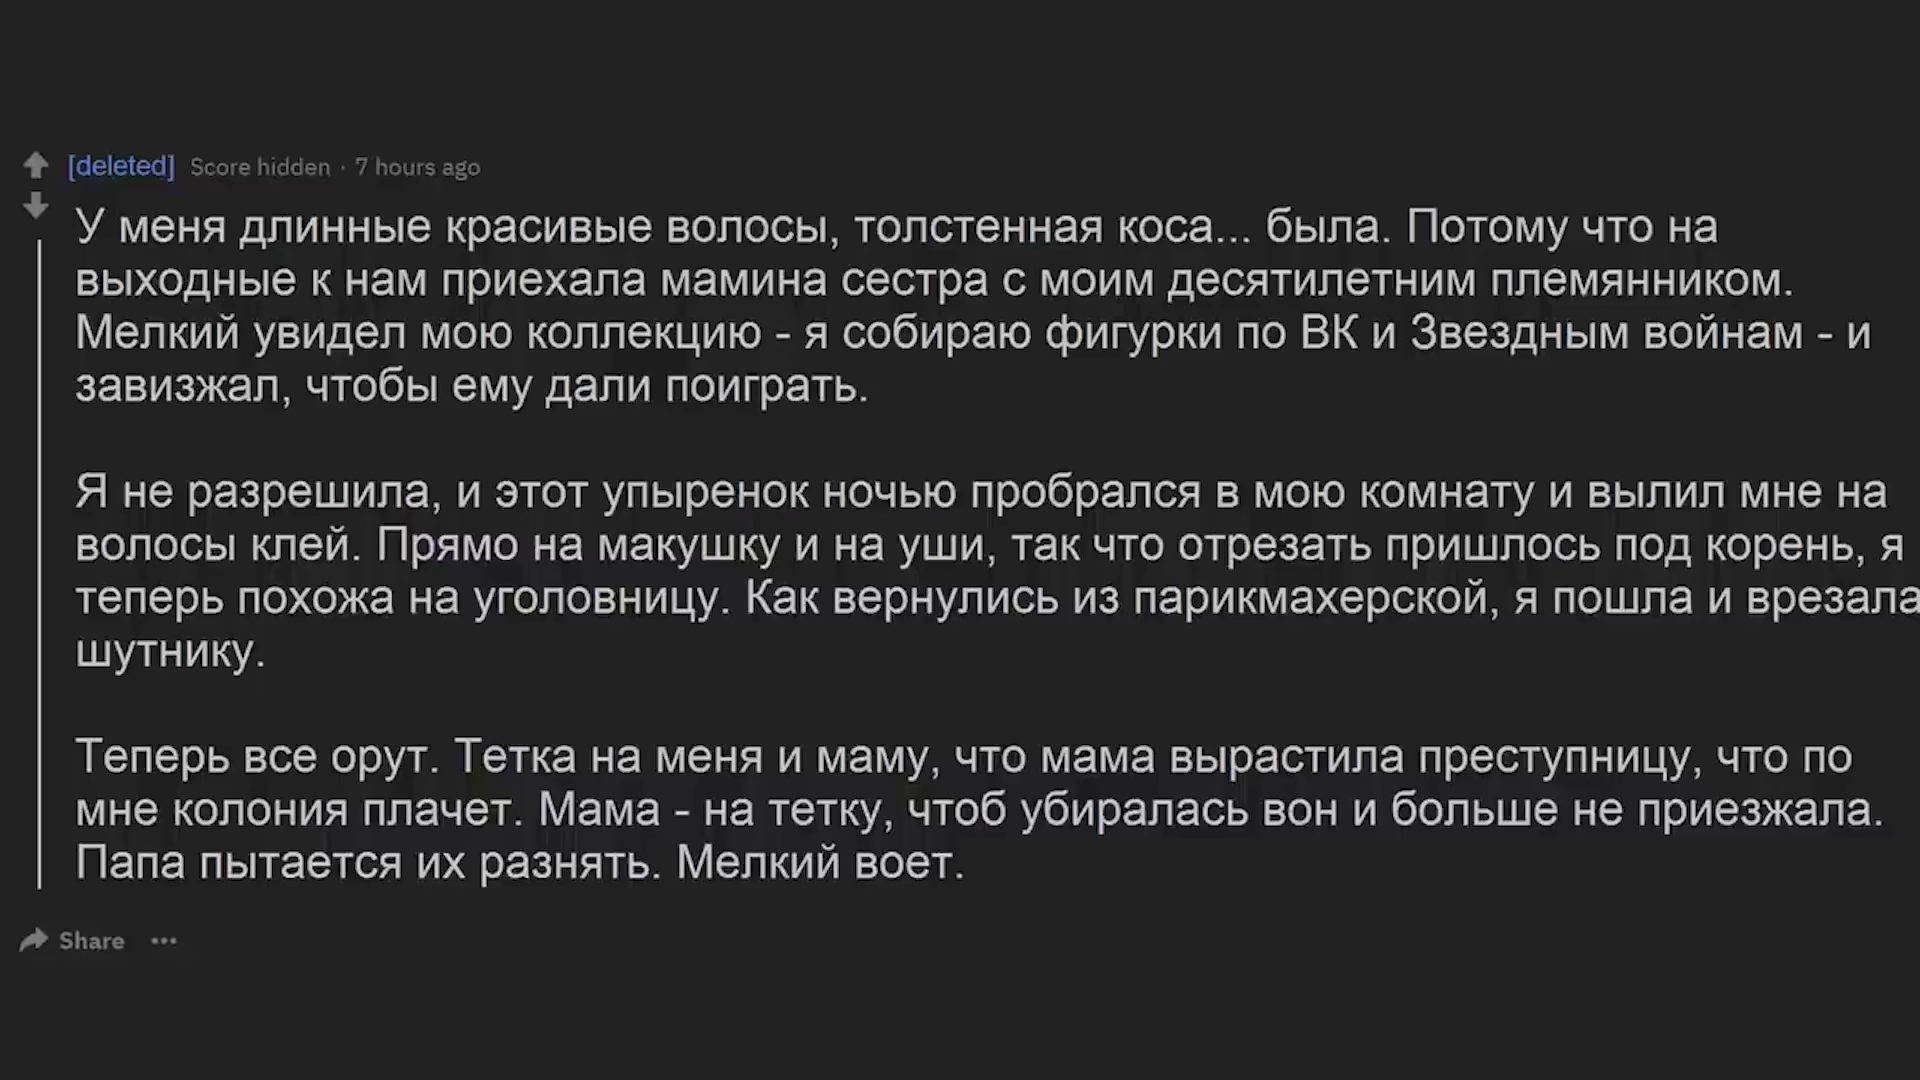 [deleted] Score hidden · 7 hours ago
У меня длинные красивые волосы, толстенная коса... была. Потому что на
выходные к нам приехала мамина сестра с моим десятилетним племянником.
Мелкий увидел мою коллекцию - я собираю фигурки по ВК и Звездным войнам - и
завизжал, чтобы ему дали поиграть.
Я не разрешила, и этот упыренок ночью пробрался в мою комнату и вылил мне на
волосы клей. Прямо на макушку и на уши, так что отрезать пришлось под корень, я
теперь похожа на уголовницу. Как вернулись из парикмахерской, я пошла и врезала
шутнику.
Теперь все орут. Тетка на меня и маму, что мама вырастила преступницу, что по
мне колония плачет. Мама - на тетку, чтоб убиралась вон и больше не приезжала.
Папа пытается их разнять. Мелкий воет.
Share ...